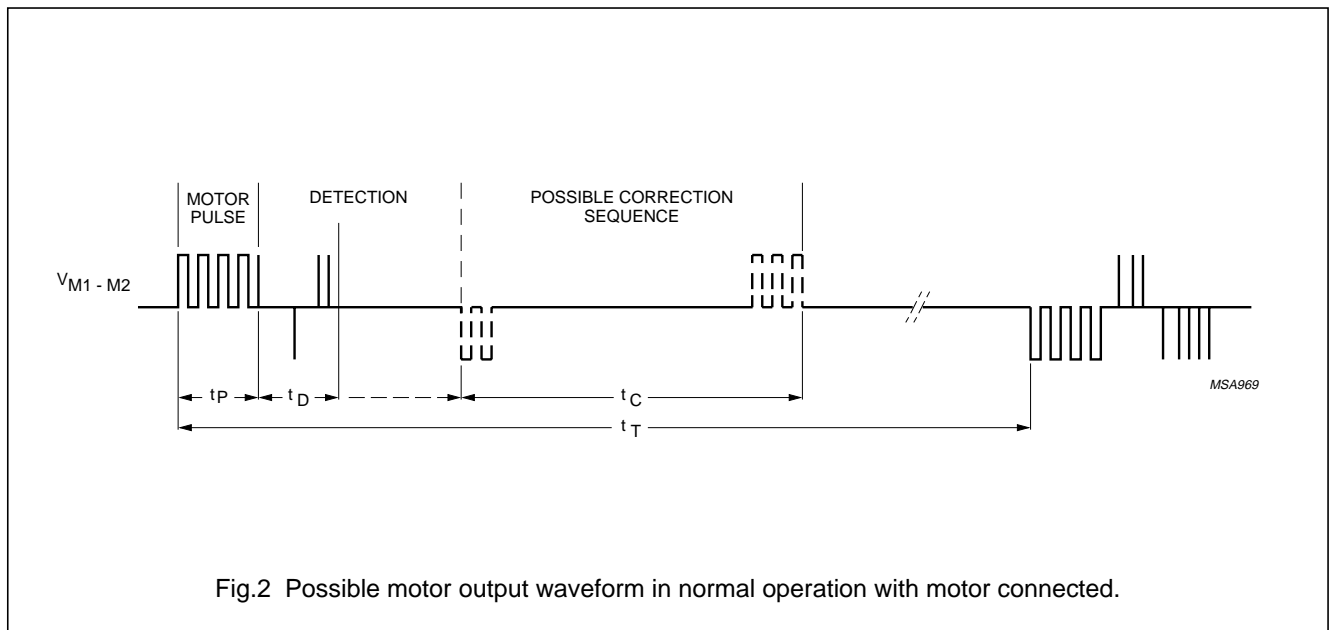 MOTOR
PULSE
DETECTION
POSSIBLE CORRECTION
SEQUENCE
VM1 - M2
tP
tD
tC
tT
MSA969
Fig.2 Possible motor output waveform in normal operation with motor connected.